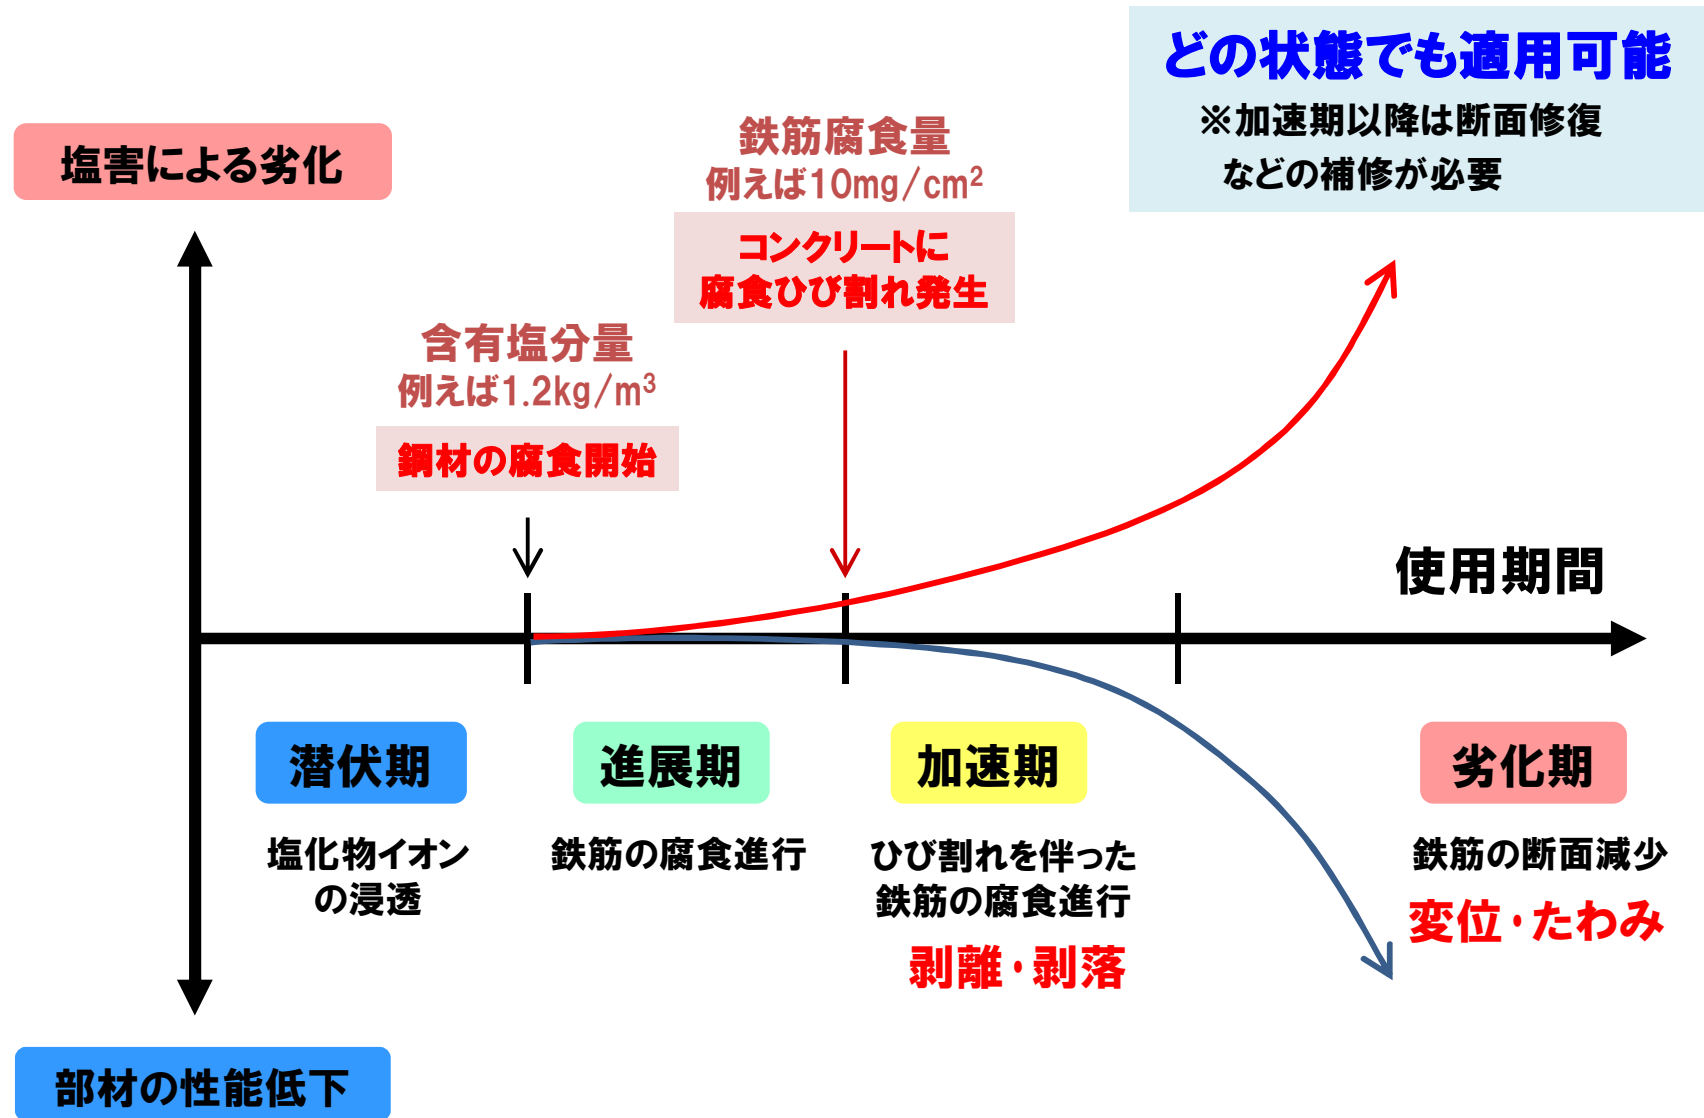 どの状態でも適用可能
※加速期以降は断面修復
などの補修が必要
塩害による劣化
鉄筋腐食量
例えば10mg/cm²
コンクリートに
腐食ひび割れ発生
含有塩分量
例えば1.2kg/m³
鋼材の腐食開始
使用期間
潜伏期
塩化物イオン
の浸透
進展期
鉄筋の腐食進行
加速期
ひび割れを伴った
鉄筋の腐食進行
剥離・剥落
劣化期
鉄筋の断面減少
変位・たわみ
部材の性能低下